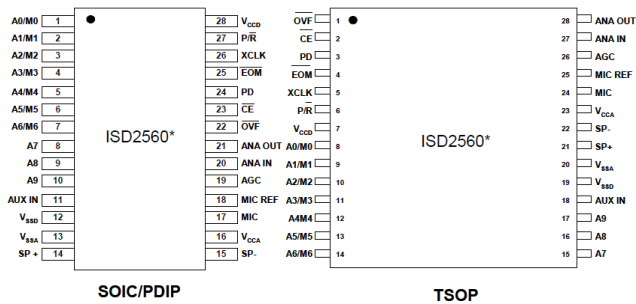 A0/M0 1 28 VCCD
A1/M1 2 27 P/R̅
A2/M2 3 26 XCLK
A3/M3 4 25 E̅O̅M̅
A4/M4 5 24 PD
A5/M5 6 23 C̅E̅
A6/M6 7 22 O̅V̅F̅
A7 8 21 ANA OUT
A8 9 20 ANA IN
A9 10 19 AGC
AUX IN 11 18 MIC REF
VSSD 12 17 MIC
VSSA 13 16 VCCA
SP + 14 15 SP-
ISD2560*
SOIC/PDIP
O̅V̅F̅ 1 28 ANA OUT
C̅E̅ 2 27 ANA IN
PD 3 26 AGC
E̅O̅M̅ 4 25 MIC REF
XCLK 5 24 MIC
P/R̅ 6 23 VCCA
VCCD 7 22 SP-
A0/M0 8 21 SP+
A1/M1 9 20 VSSA
A2/M2 10 19 VSSD
A3/M3 11 18 AUX IN
A4M4 12 17 A9
A5/M5 13 16 A8
A6/M6 14 15 A7
ISD2560*
TSOP